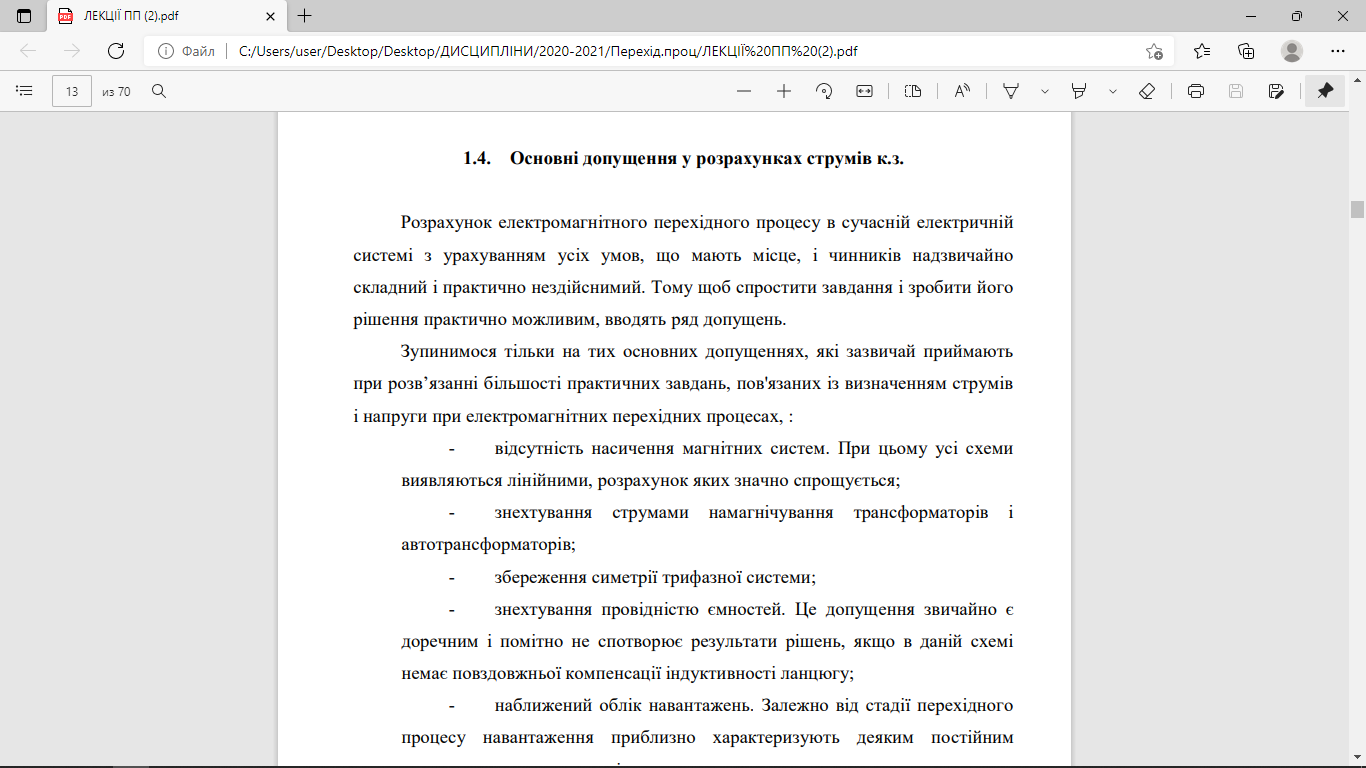 ЛЕКЦІЇ ПП (2).pdf
Файл
C:/Users/user/Desktop/Desktop/ДИСЦИПЛІНИ/2020-2021/Перехід.проц/ЛЕКЦІЇ%20ПП%20(2).pdf
13 из 70
1.4. Основні допущення у розрахунках струмів к.з.
Розрахунок електромагнітного перехідного процесу в сучасній електричній
системі з урахуванням усіх умов, що мають місце, і чинників надзвичайно
складний і практично нездійснимий. Тому щоб спростити завдання і зробити його
рішення практично можливим, вводять ряд допущень.
Зупинимося тільки на тих основних допущеннях, які зазвичай приймають
при розв’язанні більшості практичних завдань, пов'язаних із визначенням струмів
і напруги при електромагнітних перехідних процесах, :
- відсутність насичення магнітних систем. При цьому усі схеми
виявляються лінійними, розрахунок яких значно спрощується;
- знехтування струмами намагнічування трансформаторів і
автотрансформаторів;
- збереження симетрії трифазної системи;
- знехтування провідністю ємностей. Це допущення звичайно є
доречним і помітно не спотворює результати рішень, якщо в даній схемі
немає повздовжньої компенсації індуктивності ланцюгу;
- наближений облік навантажень. Залежно від стадії перехідного
процесу навантаження приблизно характеризують деяким постійним